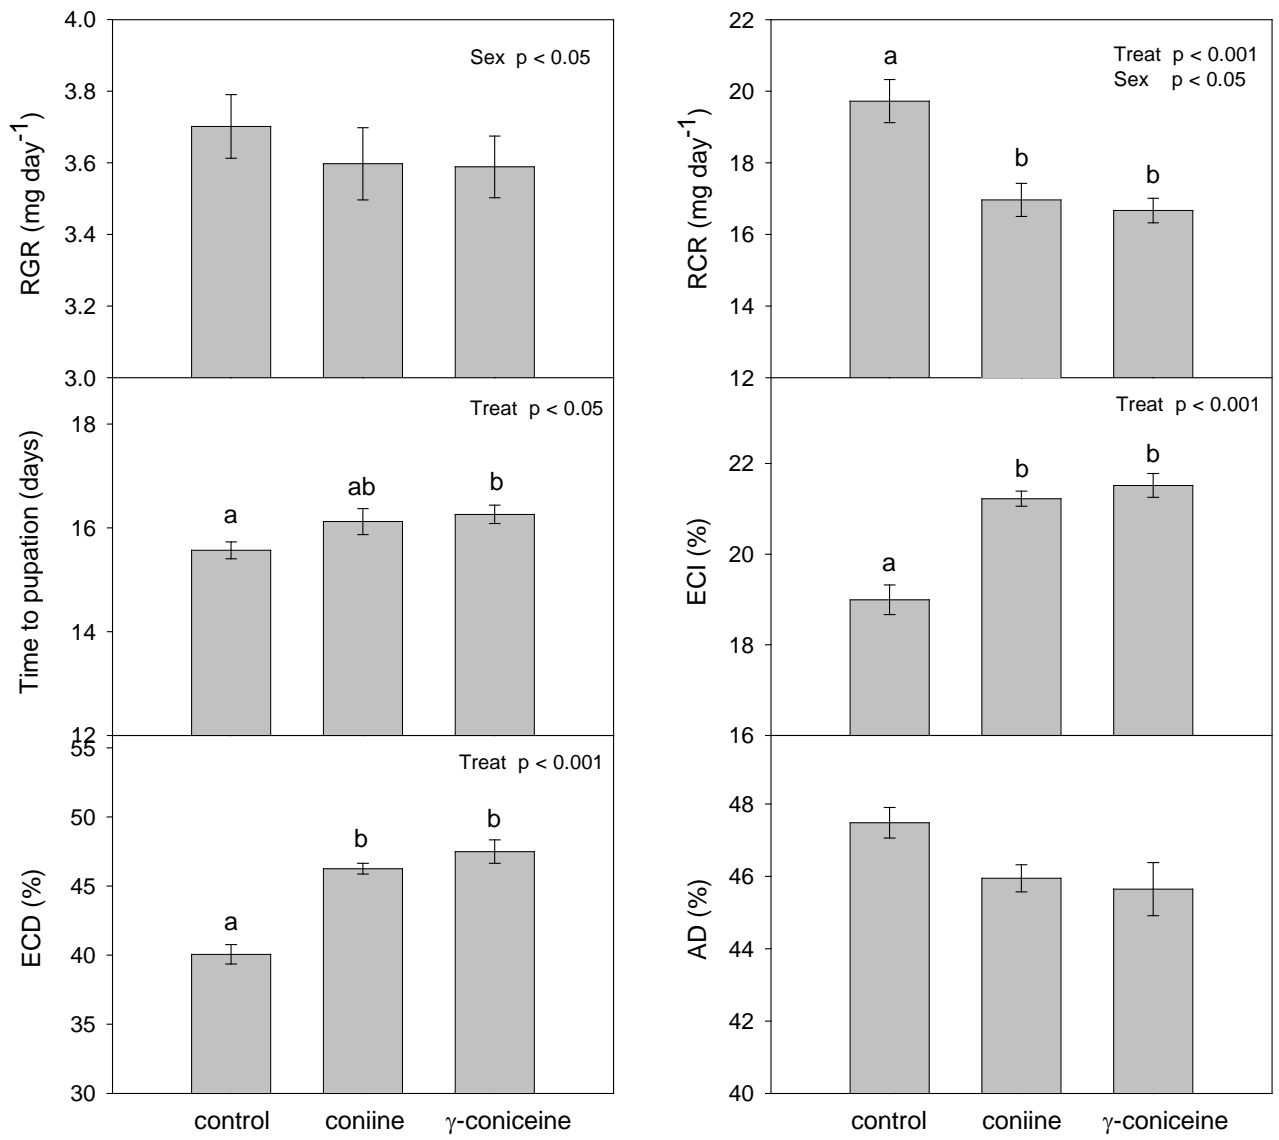 4.0
3.8
3.6
3.4
3.2
3.0
RGR (mg day-1)
Sex p < 0.05
22
20
18
16
14
12
RCR (mg day-1)
Treat p < 0.001
Sex p < 0.05
a
b
b
18
16
14
12
Time to pupation (days)
Treat p < 0.05
a
ab
b
22
20
18
16
ECI (%)
Treat p < 0.001
a
b
b
55
50
45
40
35
30
ECD (%)
Treat p < 0.001
a
b
b
control coniine γ-coniceine
48
46
44
42
40
AD (%)
control coniine γ-coniceine